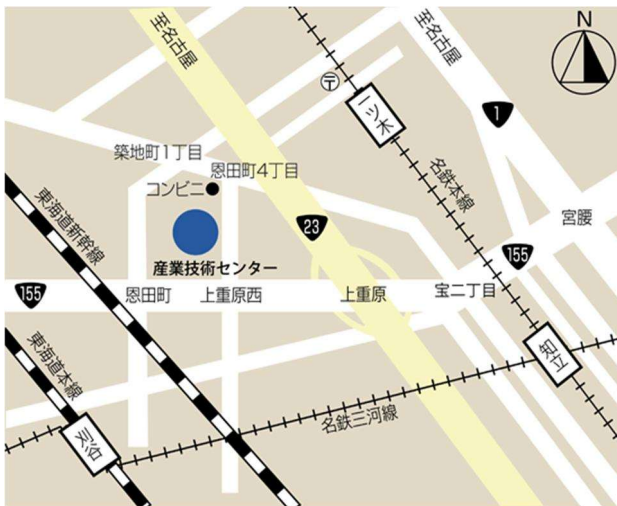 至名古屋
至名古屋
N
〒
一ツ木
1
築地町1丁目
恩田町4丁目
コンビニ
名鉄本線
東海道新幹線
23
宮腰
155
産業技術センター
155
恩田町
上重原西
上重原
宝二丁目
東海道本線
知立
名鉄三河線
刈谷